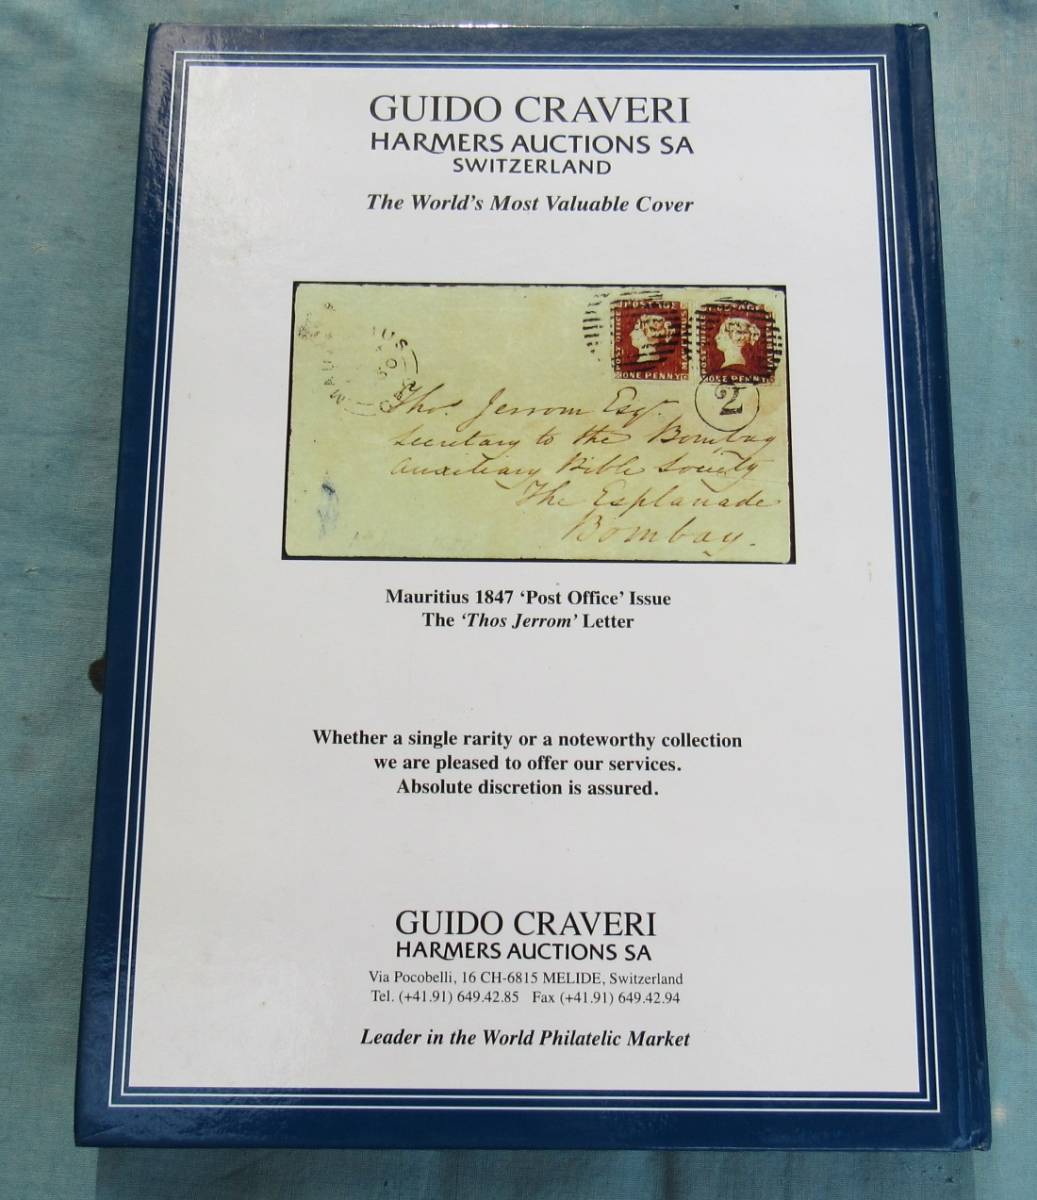 GUIDO CRAVERI
HARMERS AUCTIONS SA
SWITZERLAND
The World's Most Valuable Cover
POSTAGE
POST OFFICE
ONE PENNY
POSTAGE
POST OFFICE
ONE PENNY
2
Thos. Jerrom Esqr.
Secretary to the Bombay
Auxiliary Bible Society
The Esplanade
Bombay.
Mauritius 1847 ‘Post Office’ Issue
The ‘Thos Jerrom’ Letter
Whether a single rarity or a noteworthy collection
we are pleased to offer our services.
Absolute discretion is assured.
GUIDO CRAVERI
HARMERS AUCTIONS SA
Via Pocobelli, 16 CH-6815 MELIDE, Switzerland
Tel. (+41.91) 649.42.85 Fax (+41.91) 649.42.94
Leader in the World Philatelic Market